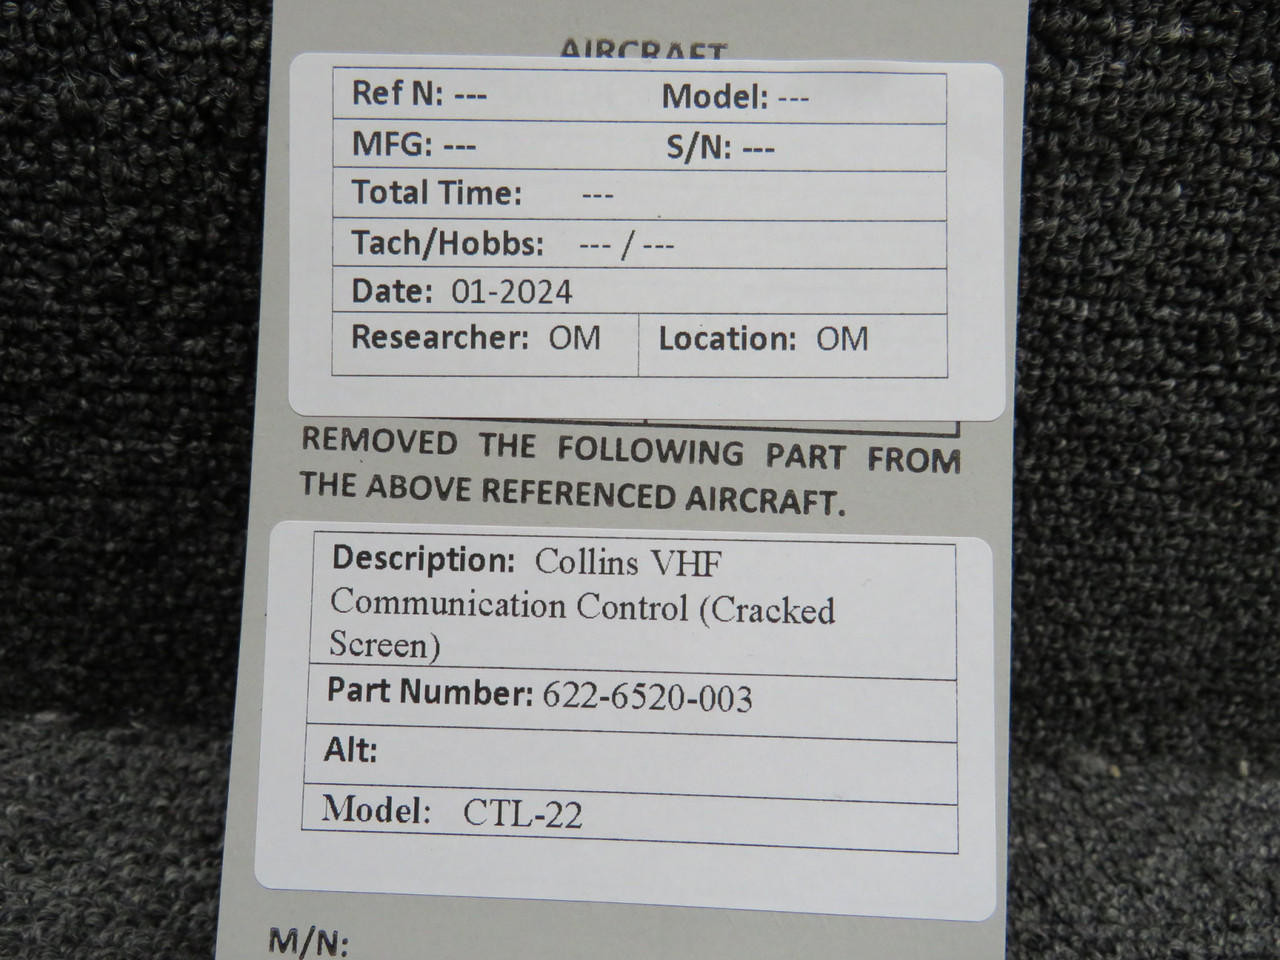 AIRCRAFT
Ref N: --- Model: ---
MFG: --- S/N: ---
Total Time: ---
Tach/Hobbs: --- / ---
Date: 01-2024
Researcher: OM Location: OM
REMOVED THE FOLLOWING PART FROM
THE ABOVE REFERENCED AIRCRAFT.
Description: Collins VHF
Communication Control (Cracked
Screen)
Part Number: 622-6520-003
Alt:
Model: CTL-22
M/N: